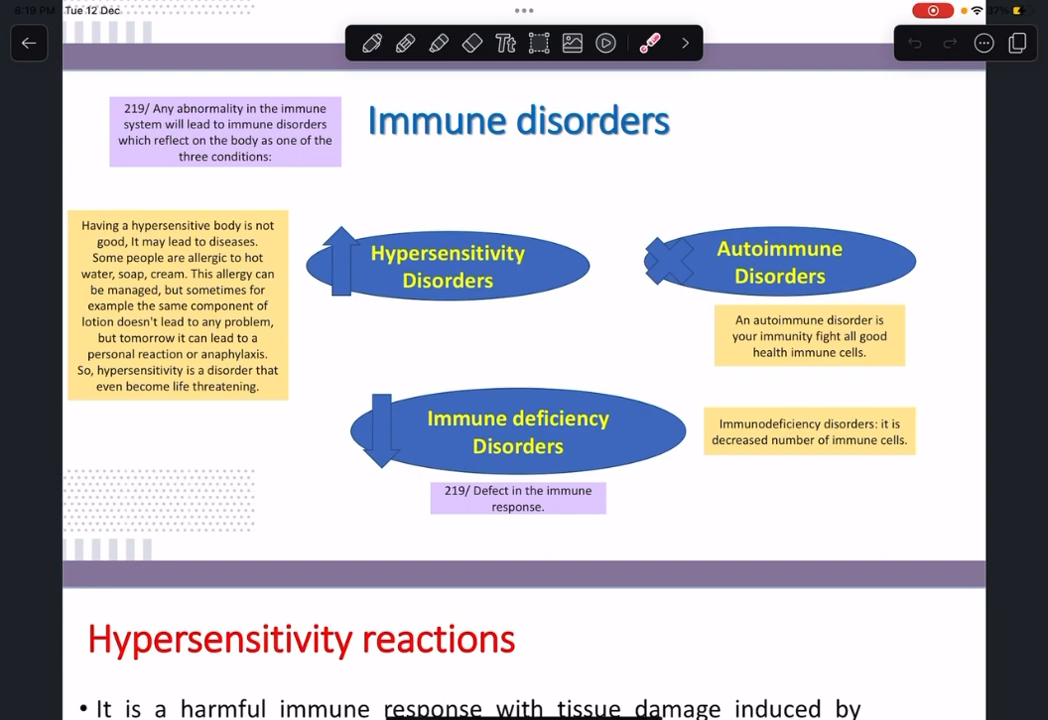 8:19 PM Tue 12 Dec
37%
Tt
219/ Any abnormality in the immune
system will lead to immune disorders
which reflect on the body as one of the
three conditions:
Immune disorders
Having a hypersensitive body is not
good, It may lead to diseases.
Some people are allergic to hot
water, soap, cream. This allergy can
be managed, but sometimes for
example the same component of
lotion doesn't lead to any problem,
but tomorrow it can lead to a
personal reaction or anaphylaxis.
So, hypersensitivity is a disorder that
even become life threatening.
Hypersensitivity
Disorders
Autoimmune
Disorders
An autoimmune disorder is
your immunity fight all good
health immune cells.
Immune deficiency
Disorders
Immunodeficiency disorders: it is
decreased number of immune cells.
219/ Defect in the immune
response.
Hypersensitivity reactions
• It is a harmful immune response with tissue damage induced by